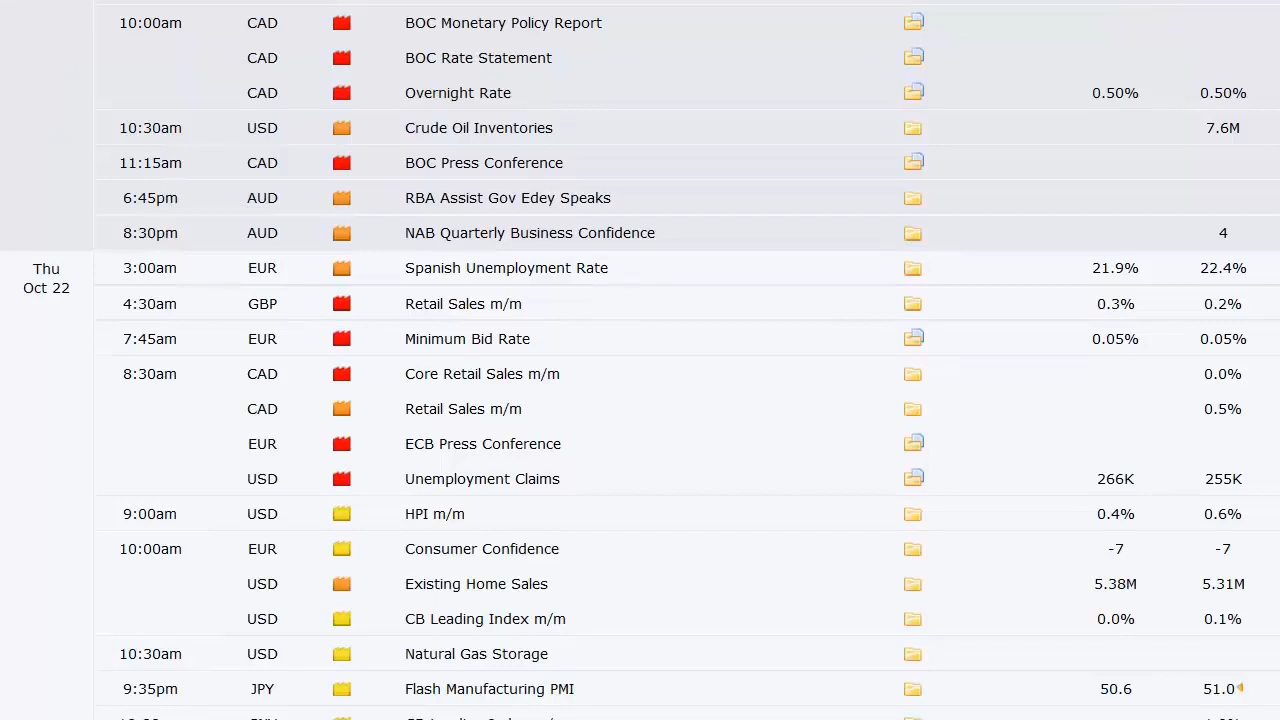 10:00am CAD BOC Monetary Policy Report
CAD BOC Rate Statement
CAD Overnight Rate 0.50% 0.50%
10:30am USD Crude Oil Inventories 7.6M
11:15am CAD BOC Press Conference
6:45pm AUD RBA Assist Gov Edey Speaks
8:30pm AUD NAB Quarterly Business Confidence 4
Thu
Oct 22
3:00am EUR Spanish Unemployment Rate 21.9% 22.4%
4:30am GBP Retail Sales m/m 0.3% 0.2%
7:45am EUR Minimum Bid Rate 0.05% 0.05%
8:30am CAD Core Retail Sales m/m 0.0%
CAD Retail Sales m/m 0.5%
EUR ECB Press Conference
USD Unemployment Claims 266K 255K
9:00am USD HPI m/m 0.4% 0.6%
10:00am EUR Consumer Confidence -7 -7
USD Existing Home Sales 5.38M 5.31M
USD CB Leading Index m/m 0.0% 0.1%
10:30am USD Natural Gas Storage
9:35pm JPY Flash Manufacturing PMI 50.6 51.0